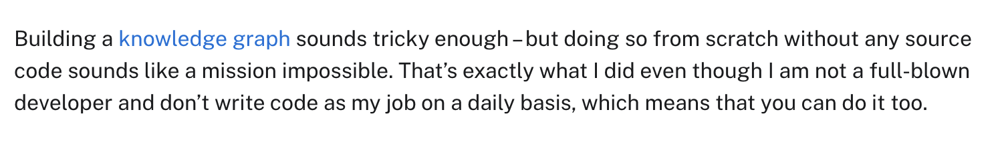 Building a knowledge graph sounds tricky enough – but doing so from scratch without any source
code sounds like a mission impossible. That’s exactly what I did even though I am not a full-blown
developer and don’t write code as my job on a daily basis, which means that you can do it too.